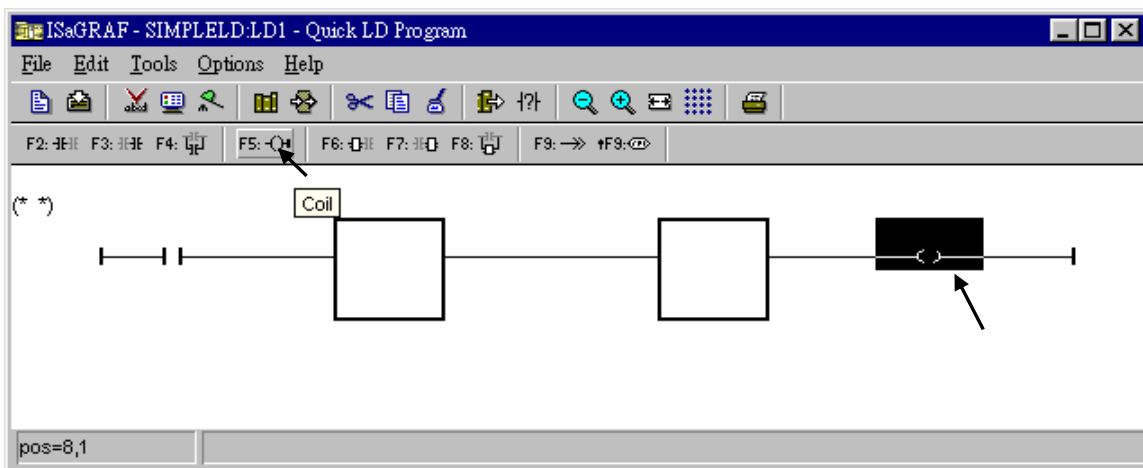 ISaGRAF - SIMPLELD:LD1 - Quick LD Program
File Edit Tools Options Help
F2: F3: F4: F5: F6: F7: F8: F9: ↑F9:
Coil
(* *)
pos=8,1